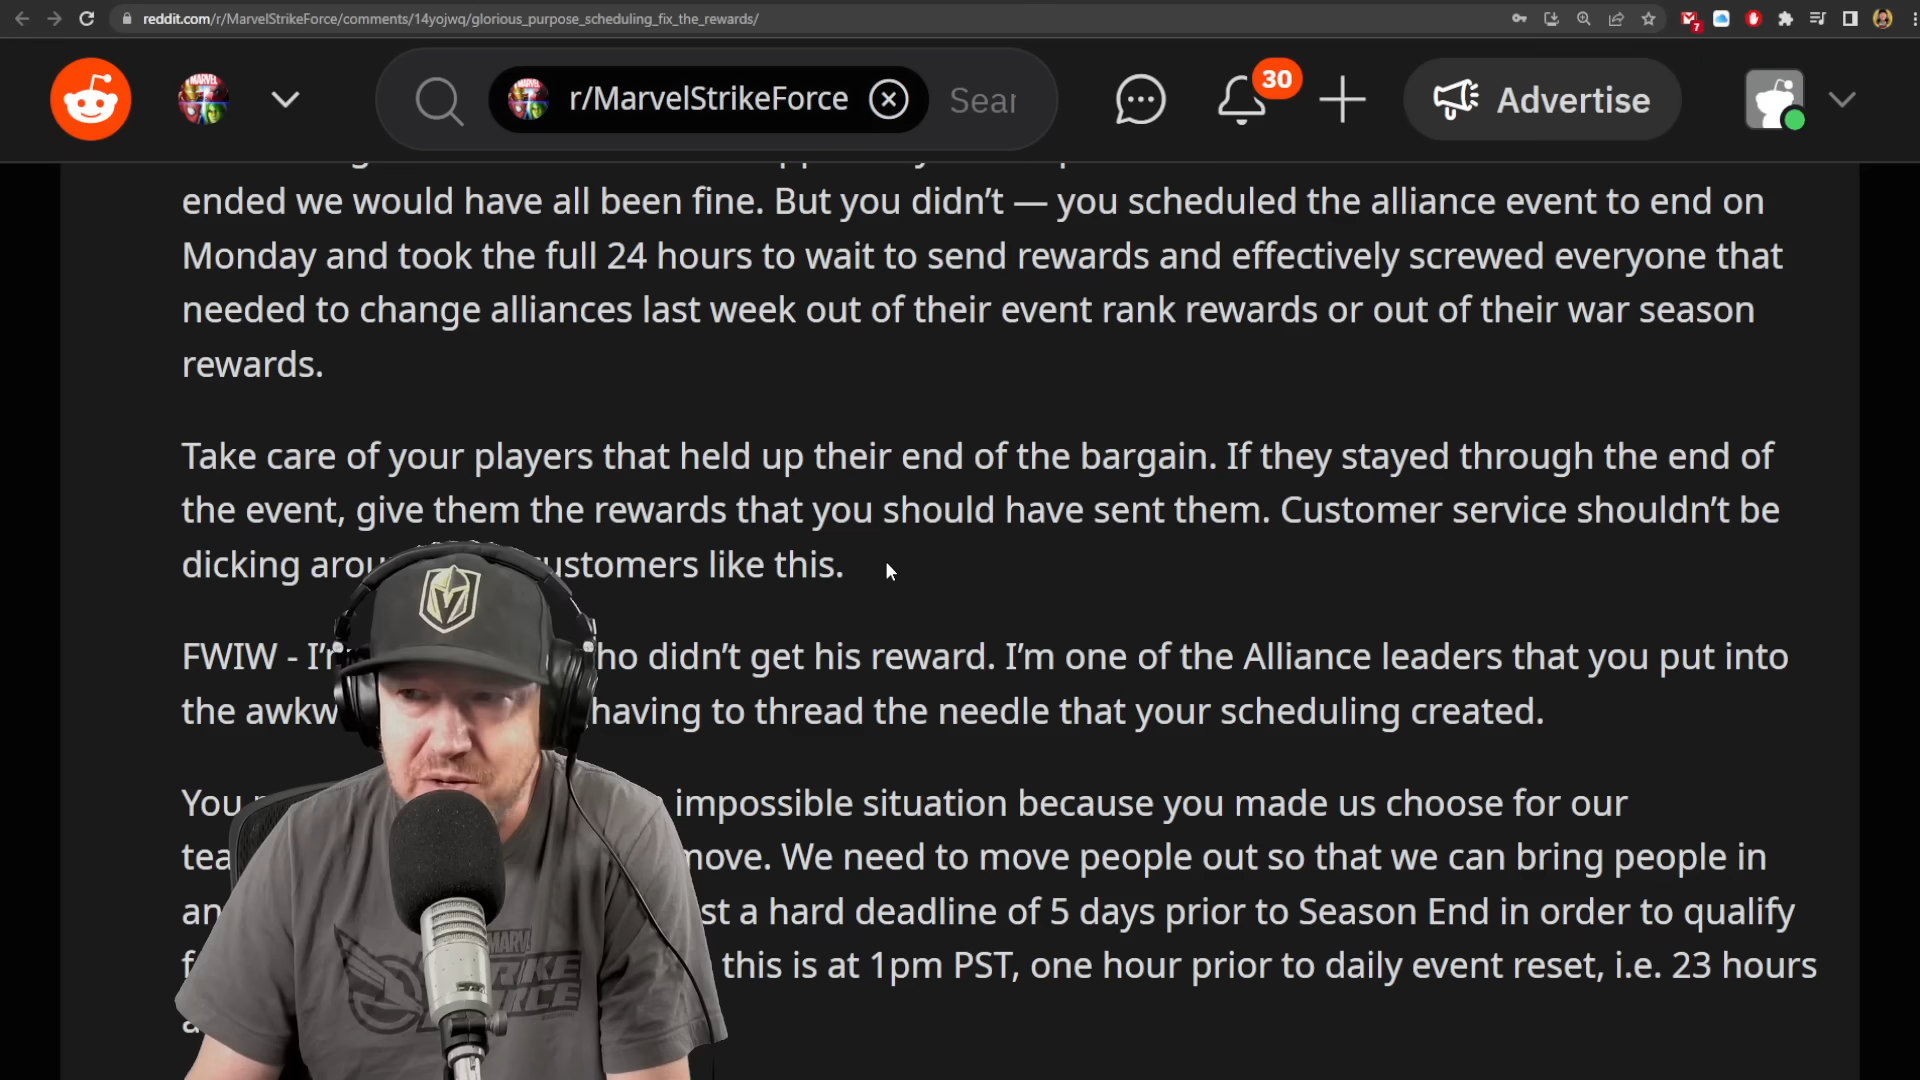 reddit.com/r/MarvelStrikeForce/comments/14yojwq/glorious_purpose_scheduling_fix_the_rewards/
7
MARVEL
r/MarvelStrikeForce
Sear
30
Advertise
ended we would have all been fine. But you didn’t — you scheduled the alliance event to end on
Monday and took the full 24 hours to wait to send rewards and effectively screwed everyone that
needed to change alliances last week out of their event rank rewards or out of their war season
rewards.
Take care of your players that held up their end of the bargain. If they stayed through the end of
the event, give them the rewards that you should have sent them. Customer service shouldn’t be
dicking arou ustomers like this.
FWIW - I’ ho didn’t get his reward. I’m one of the Alliance leaders that you put into
the awkw having to thread the needle that your scheduling created.
You impossible situation because you made us choose for our
tea move. We need to move people out so that we can bring people in
an st a hard deadline of 5 days prior to Season End in order to qualify
f this is at 1pm PST, one hour prior to daily event reset, i.e. 23 hours
a
MARV
STRIKE
RCE